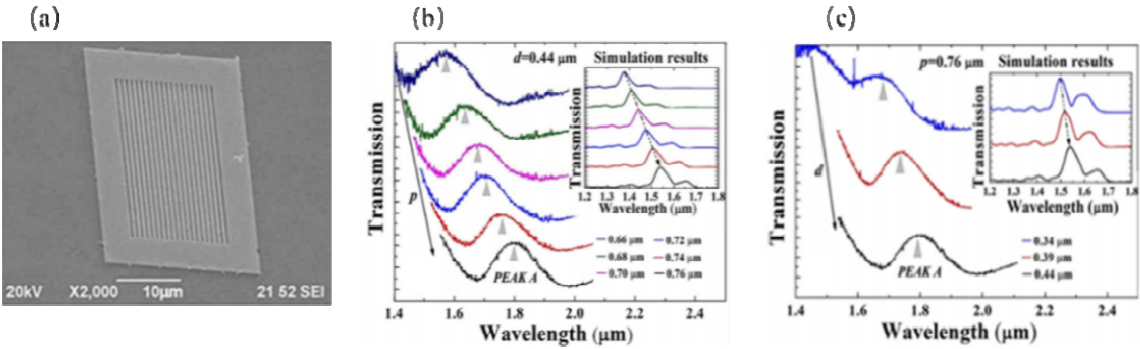 (a)
20kV X2,000 10μm 21 52 SEI
(b)
d=0.44 μm
Simulation results
Transmission
1.2 1.3 1.4 1.5 1.6 1.7 1.8
Wavelength (μm)
Transmission
p
0.66 μm 0.72 μm
0.68 μm 0.74 μm
0.70 μm 0.76 μm
PEAK A
1.4 1.6 1.8 2.0 2.2 2.4
Wavelength (μm)
(c)
p=0.76 μm
Simulation results
Transmission
1.2 1.3 1.4 1.5 1.6 1.7 1.8
Wavelength (μm)
Transmission
d
0.34 μm
0.39 μm
0.44 μm
PEAK A
1.4 1.6 1.8 2.0 2.2 2.4
Wavelength (μm)